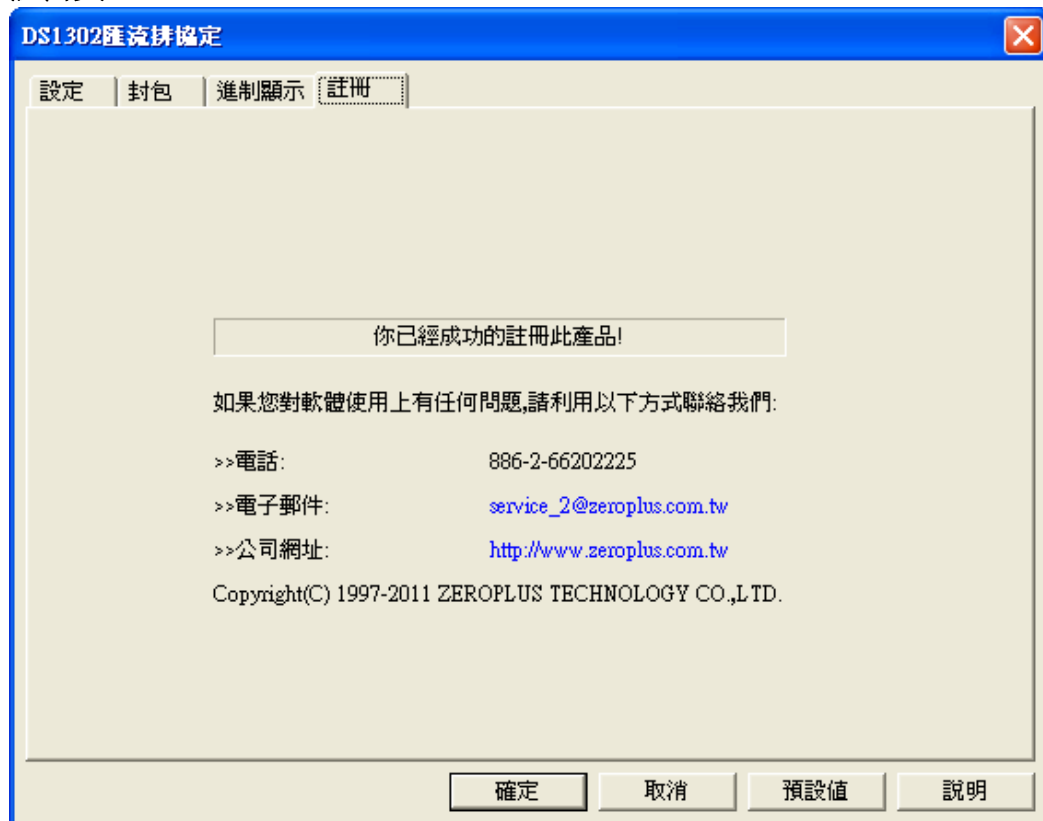 DS1302匯流排協定
設定 封包 進制顯示 註冊
你已經成功的註冊此產品!
如果您對軟體使用上有任何問題,請利用以下方式聯絡我們:
>>電話: 886-2-66202225
>>電子郵件: service_2@zeroplus.com.tw
>>公司網址: http://www.zeroplus.com.tw
Copyright(C) 1997-2011 ZEROPLUS TECHNOLOGY CO.,LTD.
確定 取消 預設値 説明